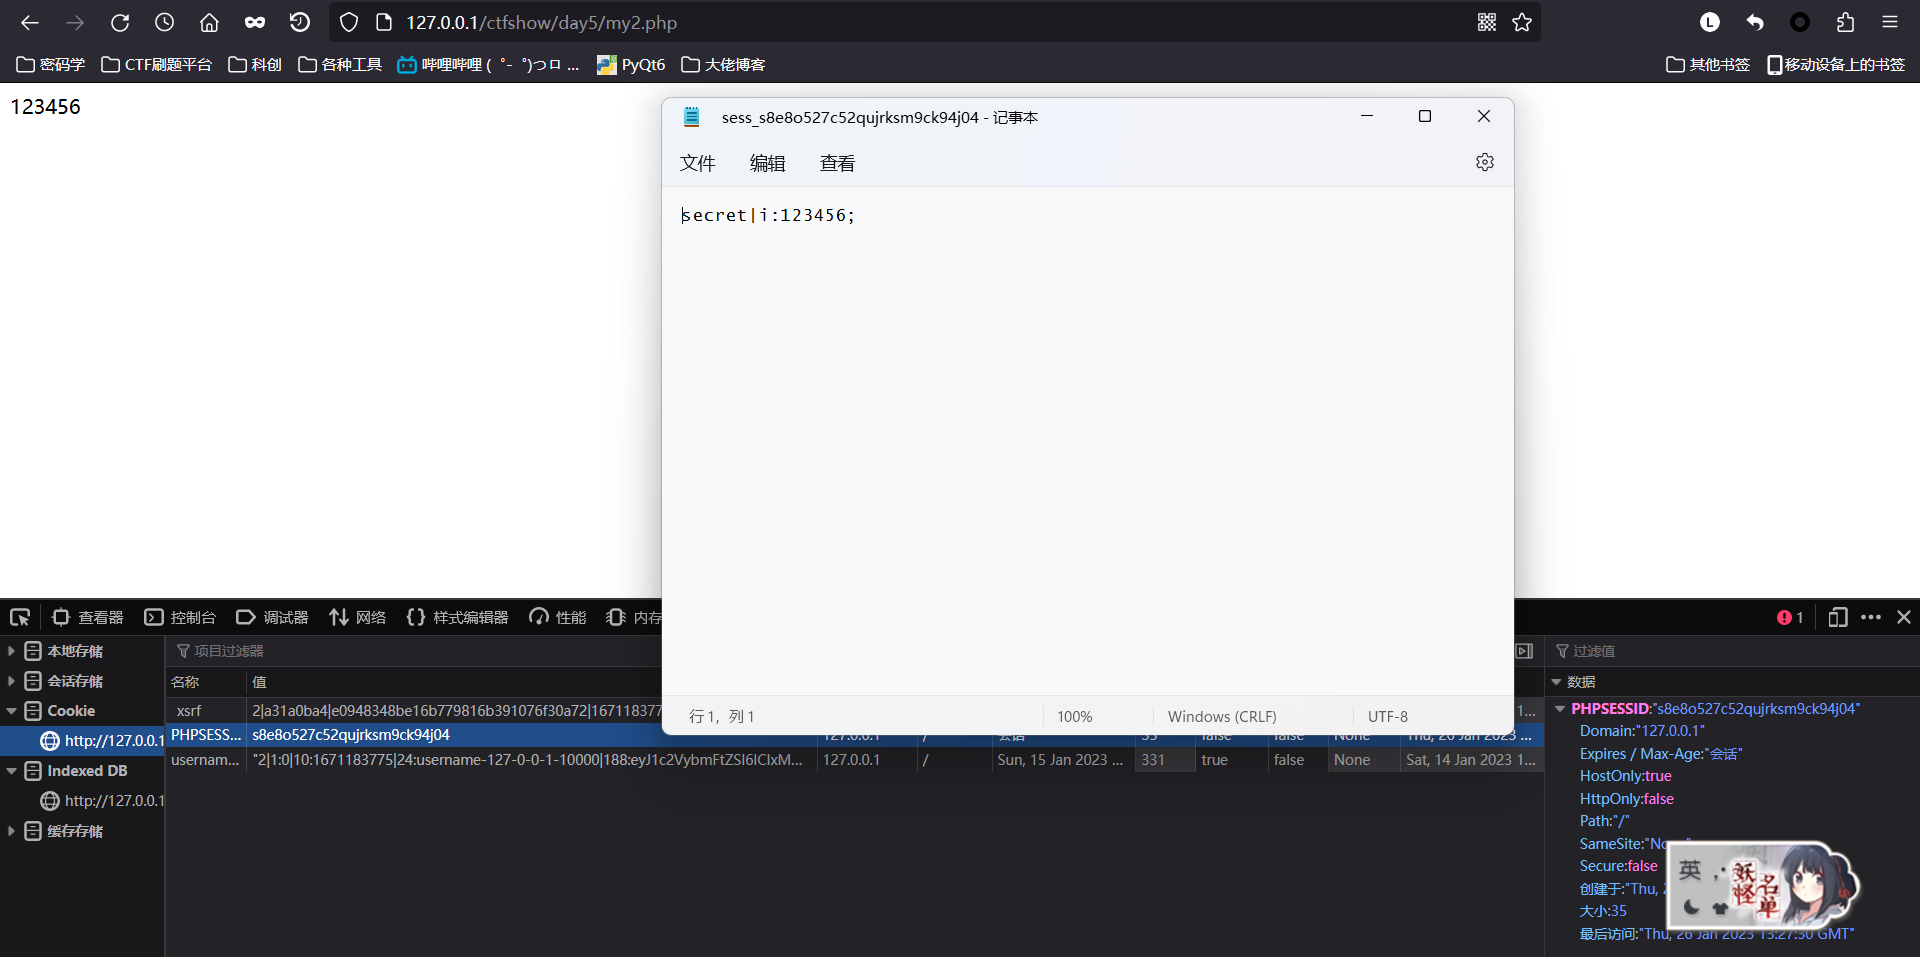 127.0.0.1/ctfshow/day5/my2.php
L
密码学 CTF刷题平台 科创 各种工具 哔哩哔哩 (゜-゜)つロ ... PyQt6 大佬博客 其他书签 移动设备上的书签
123456
sess_s8e8o527c52qujrksm9ck94j04 - 记事本
文件 编辑 查看
secret|i:123456;
行 1, 列 1 100% Windows (CRLF) UTF-8
查看器 控制台 调试器 网络 样式编辑器 性能 内存 1
本地存储
会话存储
Cookie
http://127.0.0.1
Indexed DB
http://127.0.0.1
缓存存储
项目过滤器
名称 值
_xsrf 2|a31a0ba4|e0948348be16b779816b391076f30a72|167118377 1...
PHPSESS... s8e8o527c52qujrksm9ck94j04 127.0.0.1 / 会话 35 false false None Thu, 26 Jan 2023 ...
usernam... "2|1:0|10:1671183775|24:username-127-0-0-1-10000|188:eyJ1c2VybmFtZSI6ICIxM... 127.0.0.1 / Sun, 15 Jan 2023 ... 331 true false None Sat, 14 Jan 2023 1...
过滤值
数据
PHPSESSID:"s8e8o527c52qujrksm9ck94j04"
Domain:"127.0.0.1"
Expires / Max-Age:"会话"
HostOnly:true
HttpOnly:false
Path:"/"
SameSite:"None"
Secure:false
创建于:"Thu, 2
大小:35
最后访问:"Thu, 26 Jan 2023 13:27:30 GMT"
英 ,
妖怪名单